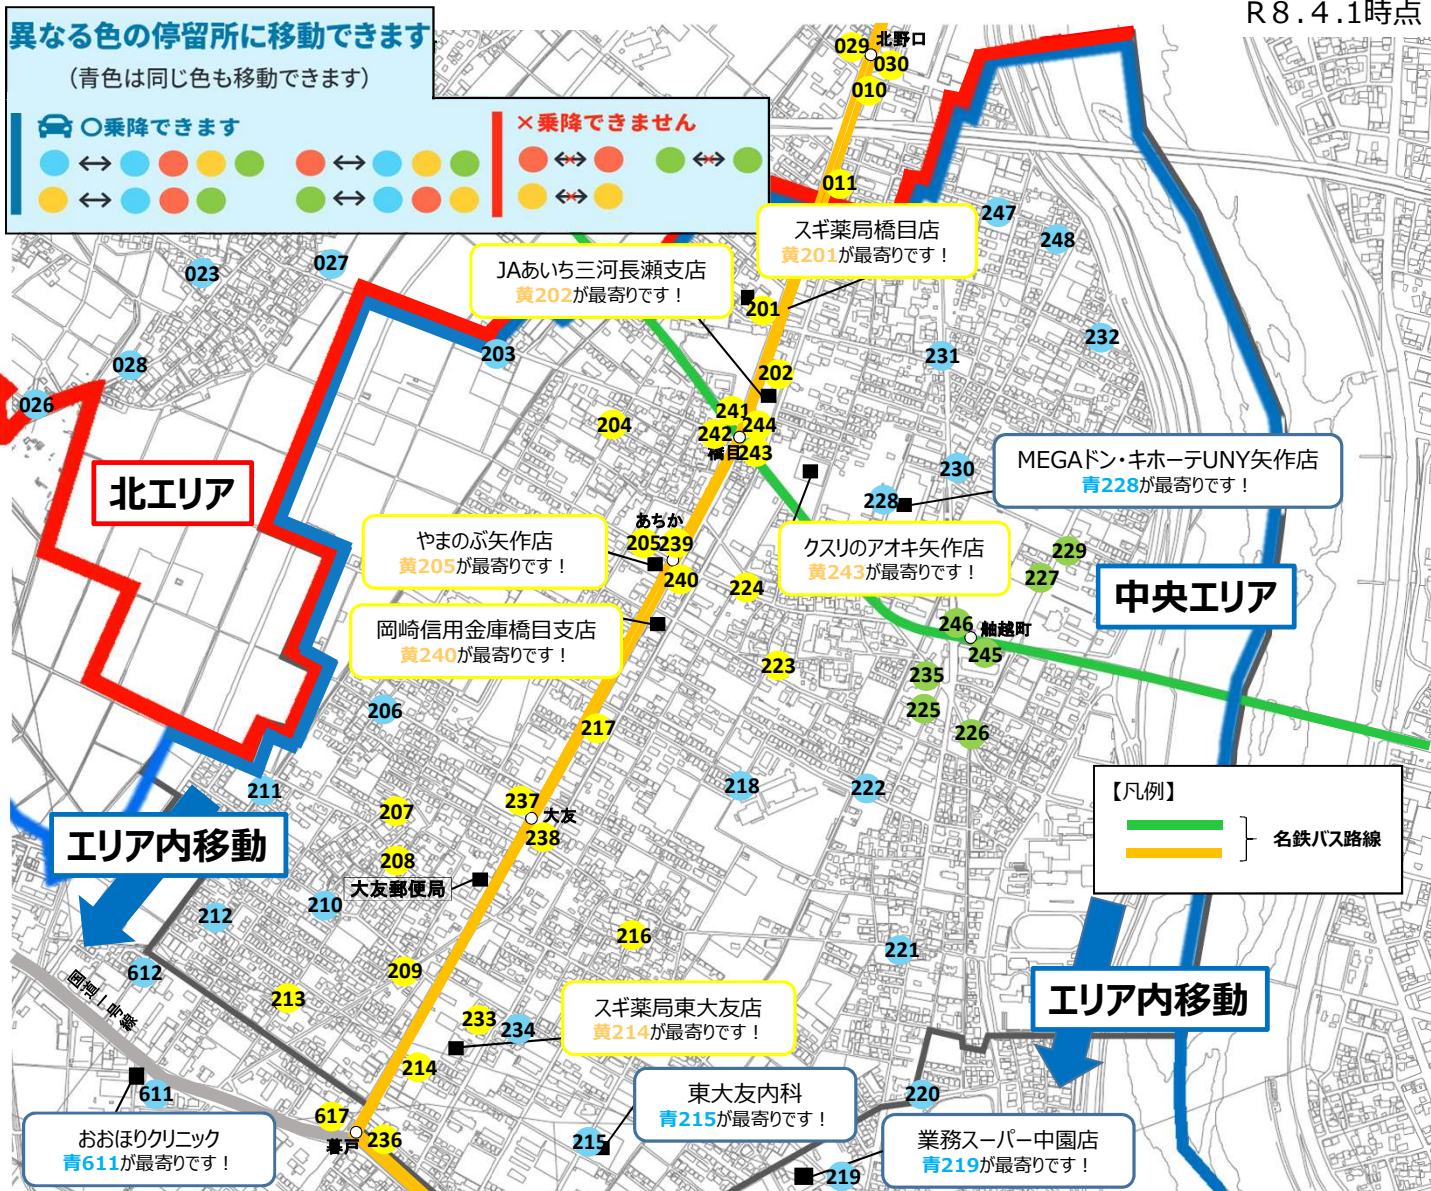 R8.4.1時点
異なる色の停留所に移動できます
(青色は同じ色も移動できます)
○乗降できます
×乗降できません
029
北野口
030
010
011
247
248
023
027
スギ薬局橋目店
黄201が最寄りです！
JAあいち三河長瀬支店
黄202が最寄りです！
201
232
203
231
028
202
026
241
244
204
242
243
橋目
MEGAドン・キホーテUNY矢作店
青228が最寄りです！
230
228
北エリア
あちか
205
239
240
やまのぶ矢作店
黄205が最寄りです！
クスリのアオキ矢作店
黄243が最寄りです！
229
227
224
中央エリア
岡崎信用金庫橋目支店
黄240が最寄りです！
246
舳越町
245
223
235
225
206
226
217
211
218
222
【凡例】
名鉄バス路線
237
大友
238
207
エリア内移動
208
大友郵便局
210
212
216
221
612
国道一号線
209
213
エリア内移動
スギ薬局東大友店
黄214が最寄りです！
233
234
214
611
東大友内科
青215が最寄りです！
220
617
暮戸
236
おおほりクリニック
青611が最寄りです！
215
業務スーパー中園店
青219が最寄りです！
219